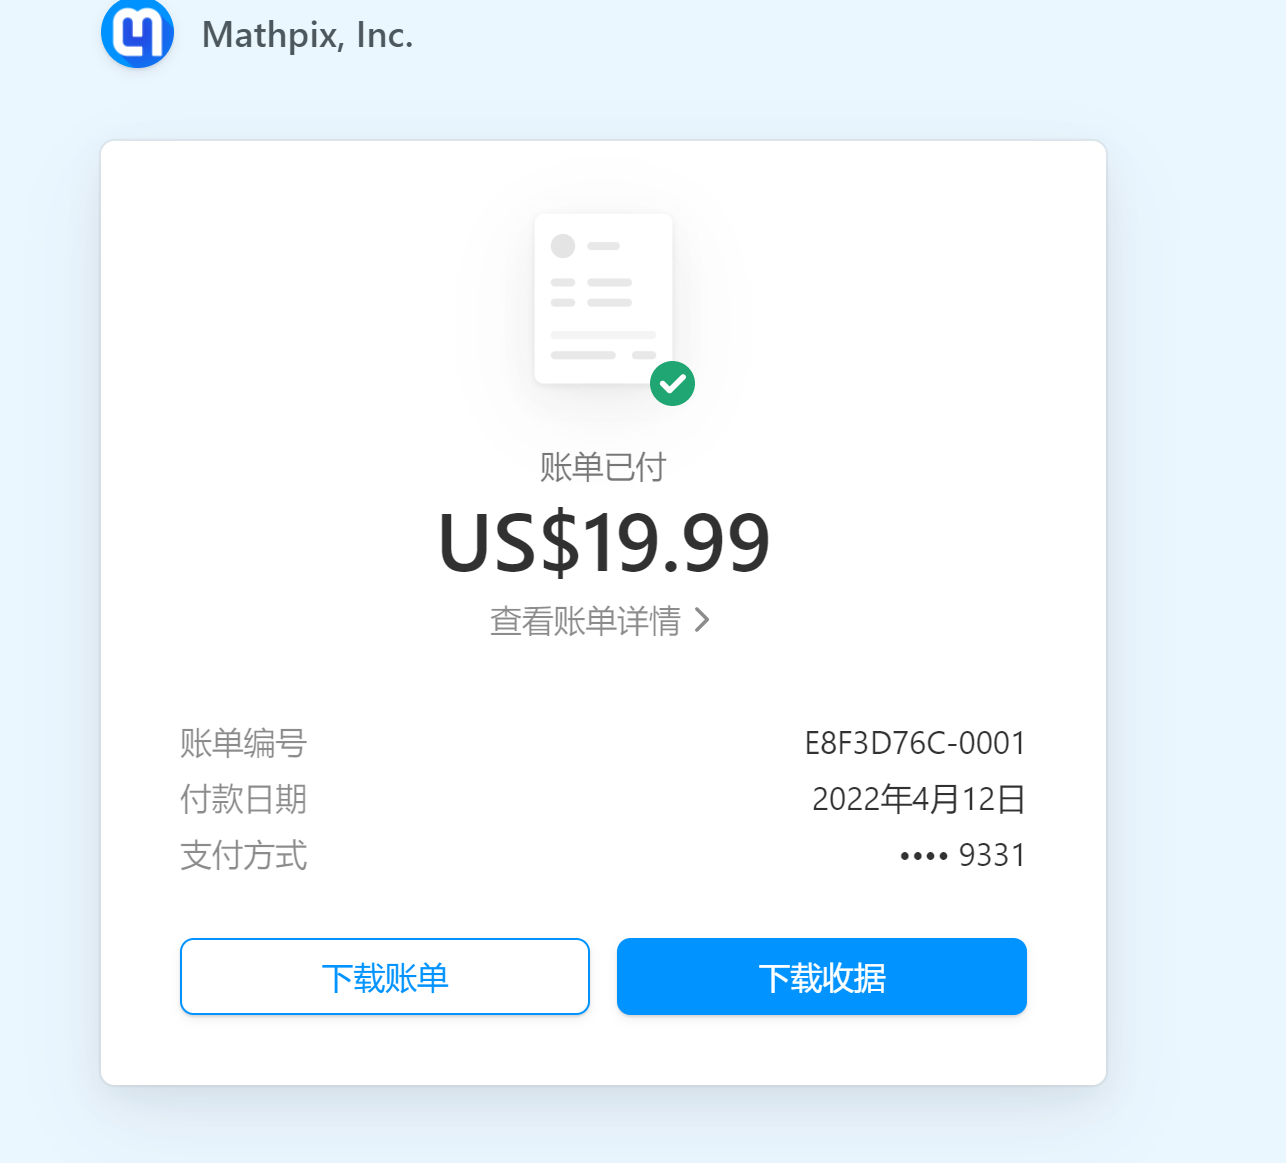 Mathpix, Inc.
账单已付
US$19.99
查看账单详情
账单编号 E8F3D76C-0001
付款日期 2022年4月12日
支付方式 •••• 9331
下载账单 下载收据